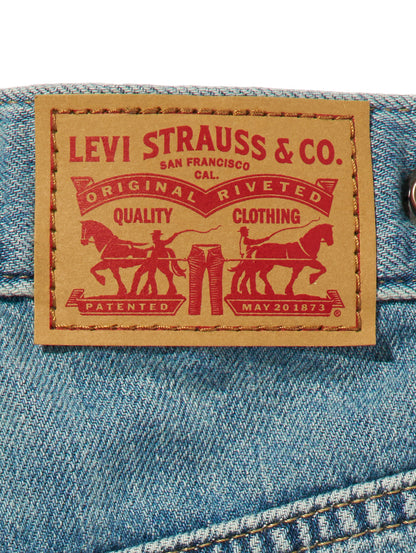 LEVI STRAUSS & CO.
SAN FRANCISCO
CAL.
ORIGINAL RIVETED
QUALITY CLOTHING
PATENTED MAY 20 1873 ®